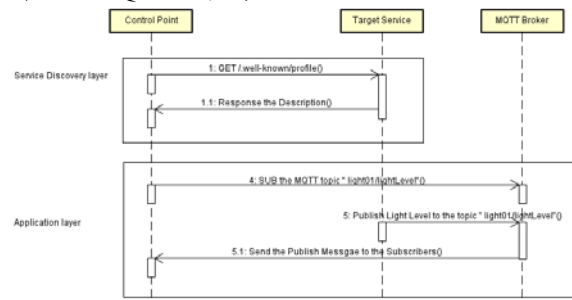 Control Point
Target Service
MQTT Broker
Service Discovery layer
1: GET /.well-known/profile()
1.1: Response the Description()
4: SUB the MQTT topic " light01/lightLevel"()
Application layer
5: Publish Light Level to the topic " light01/lightLevel"()
5.1: Send the Publish Messgae to the Subscribers()